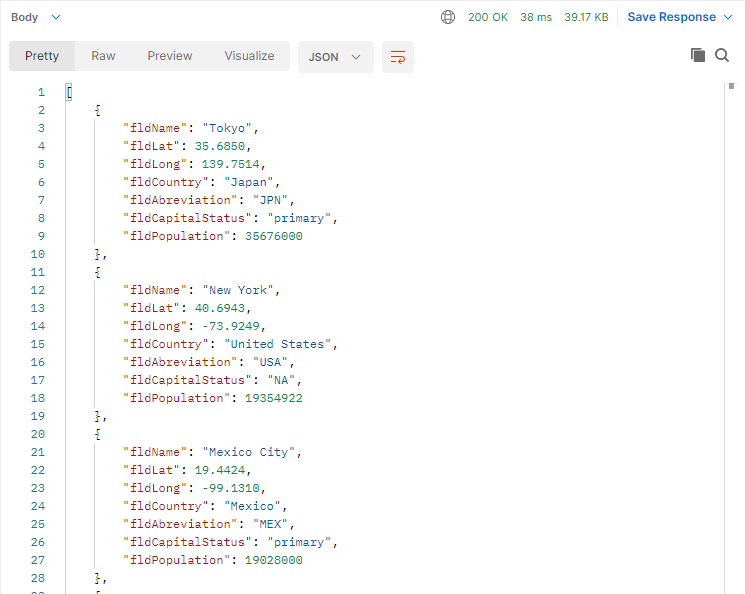 Body 200 OK 38 ms 39.17 KB Save Response
Pretty Raw Preview Visualize JSON
1 [
2 {
3 "fldName": "Tokyo",
4 "fldLat": 35.6850,
5 "fldLong": 139.7514,
6 "fldCountry": "Japan",
7 "fldAbreviation": "JPN",
8 "fldCapitalStatus": "primary",
9 "fldPopulation": 35676000
10 },
11 {
12 "fldName": "New York",
13 "fldLat": 40.6943,
14 "fldLong": -73.9249,
15 "fldCountry": "United States",
16 "fldAbreviation": "USA",
17 "fldCapitalStatus": "NA",
18 "fldPopulation": 19354922
19 },
20 {
21 "fldName": "Mexico City",
22 "fldLat": 19.4424,
23 "fldLong": -99.1310,
24 "fldCountry": "Mexico",
25 "fldAbreviation": "MEX",
26 "fldCapitalStatus": "primary",
27 "fldPopulation": 19028000
28 },